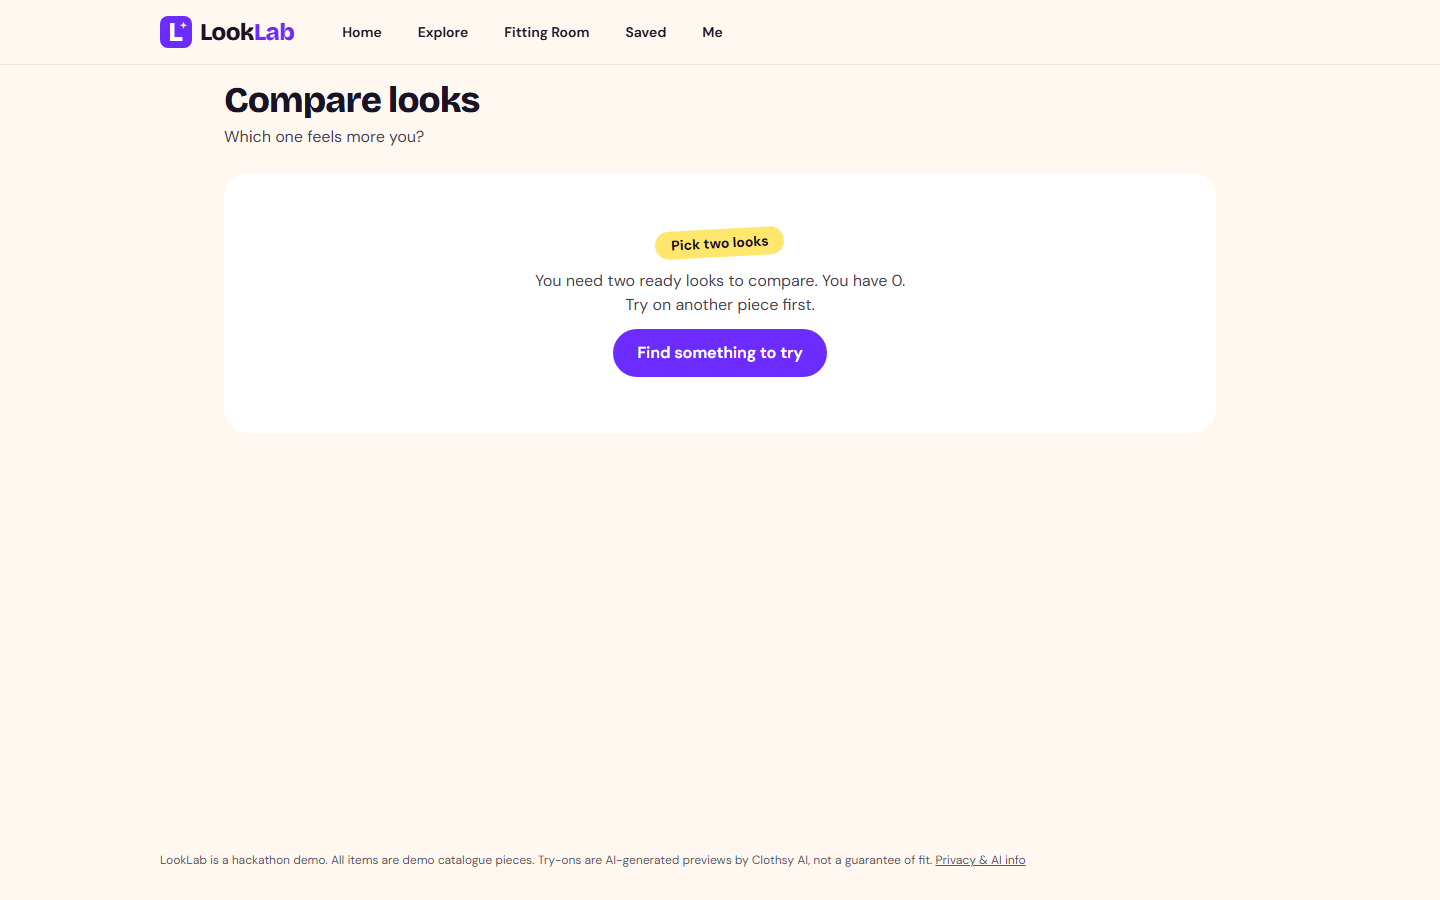 LookLab
Home Explore Fitting Room Saved Me
Compare looks
Which one feels more you?
Pick two looks
You need two ready looks to compare. You have 0.
Try on another piece first.
Find something to try
LookLab is a hackathon demo. All items are demo catalogue pieces. Try-ons are AI-generated previews by Clothsy AI, not a guarantee of fit. Privacy & AI info